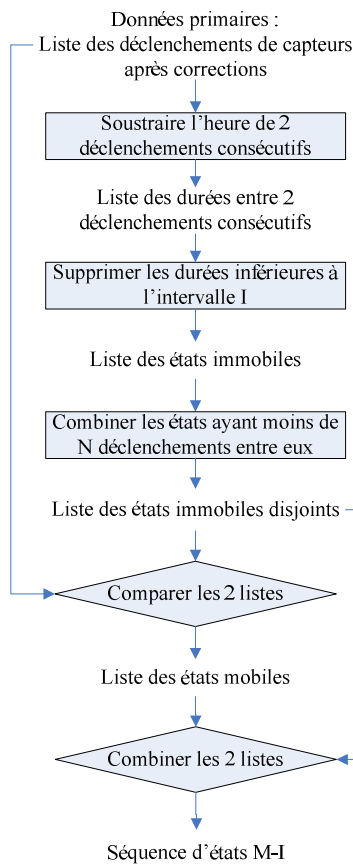 Données primaires :
Liste des déclenchements de capteurs
après corrections
Soustraire l'heure de 2
déclenchements consécutifs
Liste des durées entre 2
déclenchements consécutifs
Supprimer les durées inférieures à
l'intervalle I
Liste des états immobiles
Combiner les états ayant moins de
N déclenchements entre eux
Liste des états immobiles disjoints
Comparer les 2 listes
Liste des états mobiles
Combiner les 2 listes
Séquence d'états M-I